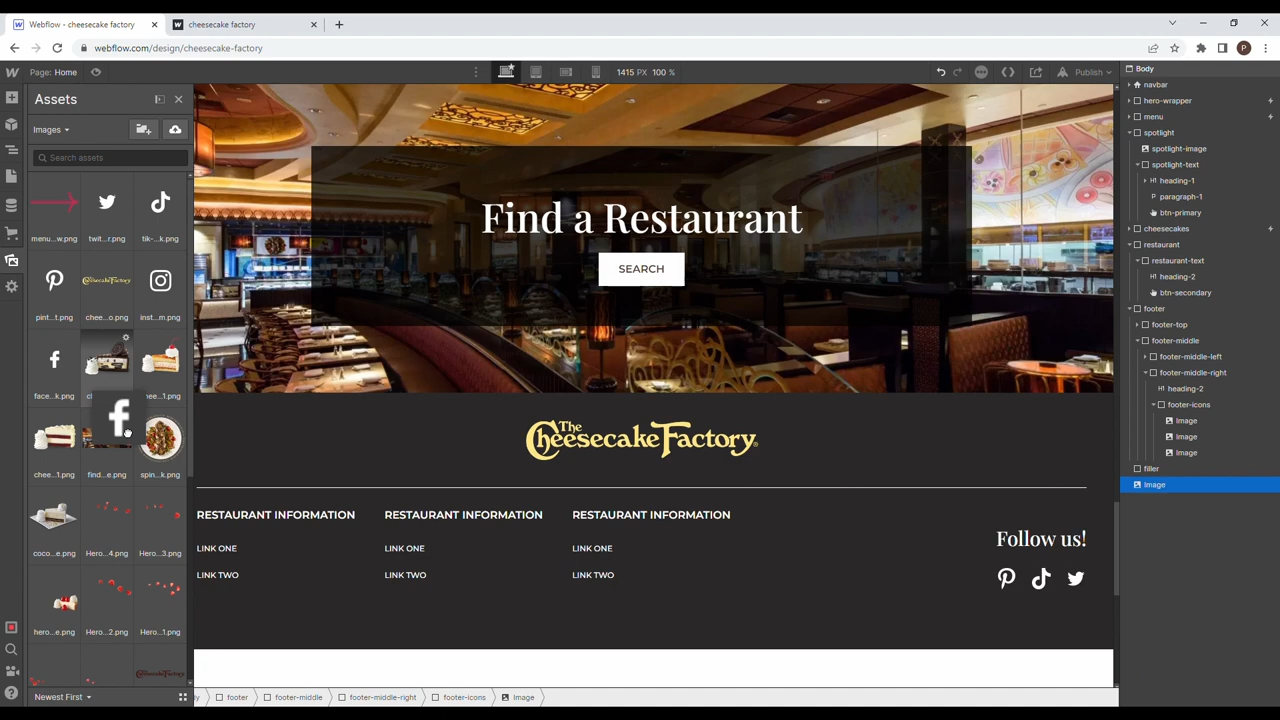 Webflow - cheesecake factory
cheesecake factory
webflow.com/design/cheesecake-factory
P
Page: Home
1415 PX 100 %
Publish
Assets
Images
Search assets
menu...w.png
twit...r.png
tik-...k.png
pint...t.png
chee...o.png
inst...m.png
face...k.png
chee...1.png
find...e.png
spin...k.png
coco...e.png
Hero...4.png
Hero...3.png
hero...e.png
Hero...2.png
Hero...1.png
Newest First
Find a Restaurant
SEARCH
The Cheesecake Factory®
RESTAURANT INFORMATION
LINK ONE
LINK TWO
RESTAURANT INFORMATION
LINK ONE
LINK TWO
RESTAURANT INFORMATION
LINK ONE
LINK TWO
Follow us!
footer
footer-middle
footer-middle-right
footer-icons
Image
Body
navbar
hero-wrapper
menu
spotlight
spotlight-image
spotlight-text
H1 heading-1
P paragraph-1
btn-primary
cheesecakes
restaurant
restaurant-text
H1 heading-2
btn-secondary
footer
footer-top
footer-middle
footer-middle-left
footer-middle-right
H1 heading-2
footer-icons
Image
Image
Image
filler
Image